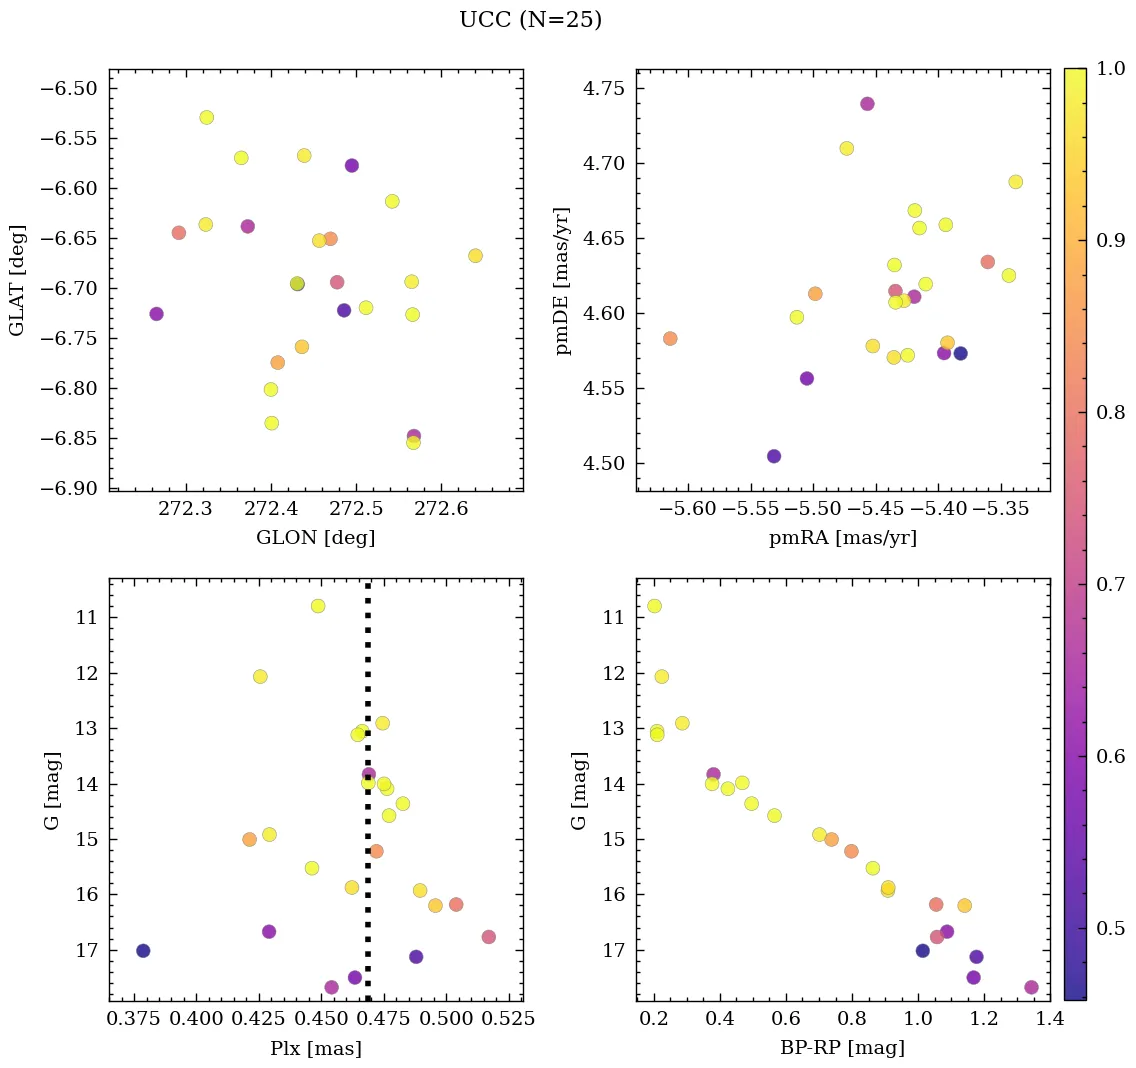 UCC (N=25)
−6.50
−6.55
−6.60
−6.65
−6.70
−6.75
−6.80
−6.85
−6.90
GLAT [deg]
272.3 272.4 272.5 272.6
GLON [deg]
4.75
4.70
4.65
4.60
4.55
4.50
pmDE [mas/yr]
−5.60 −5.55 −5.50 −5.45 −5.40 −5.35
pmRA [mas/yr]
1.0
0.9
0.8
0.7
0.6
0.5
11
12
13
14
15
16
17
G [mag]
0.375 0.400 0.425 0.450 0.475 0.500 0.525
Plx [mas]
11
12
13
14
15
16
17
G [mag]
0.2 0.4 0.6 0.8 1.0 1.2 1.4
BP-RP [mag]